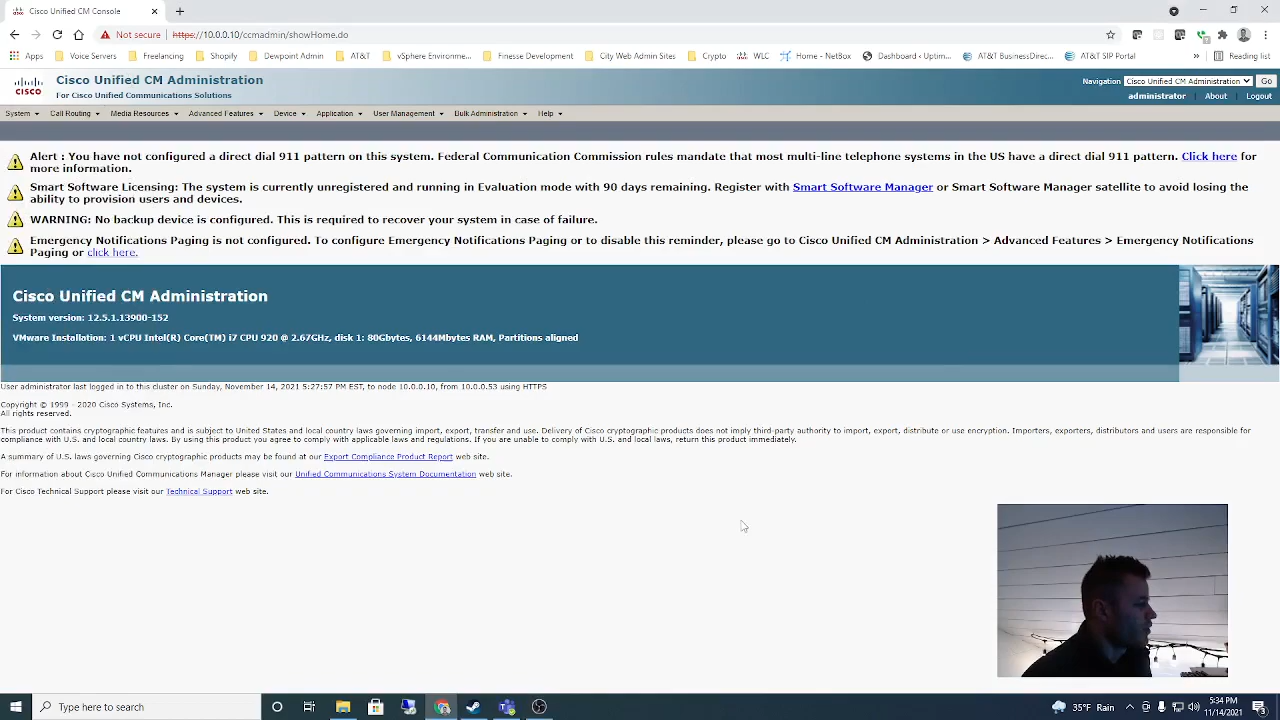 Cisco Unified CM Console
Not secure https://10.0.0.10/ccmadmin/showHome.do
Apps Voice Servers Freelancing Shopify Dewpoint Admin AT&T vSphere Environme... Finesse Development City Web Admin Sites Crypto WLC Home - NetBox Dashboard ‹ Uptim... AT&T BusinessDirec... AT&T SIP Portal » Reading list
CISCO
Cisco Unified CM Administration
For Cisco Unified Communications Solutions
Navigation Cisco Unified CM Administration Go
administrator | About | Logout
System Call Routing Media Resources Advanced Features Device Application User Management Bulk Administration Help
Alert : You have not configured a direct dial 911 pattern on this system. Federal Communication Commission rules mandate that most multi-line telephone systems in the US have a direct dial 911 pattern. Click here for
more information.
Smart Software Licensing: The system is currently unregistered and running in Evaluation mode with 90 days remaining. Register with Smart Software Manager or Smart Software Manager satellite to avoid losing the
ability to provision users and devices.
WARNING: No backup device is configured. This is required to recover your system in case of failure.
Emergency Notifications Paging is not configured. To configure Emergency Notifications Paging or to disable this reminder, please go to Cisco Unified CM Administration > Advanced Features > Emergency Notifications
Paging or click here.
Cisco Unified CM Administration
System version: 12.5.1.13900-152
VMware Installation: 1 vCPU Intel(R) Core(TM) i7 CPU 920 @ 2.67GHz, disk 1: 80Gbytes, 6144Mbytes RAM, Partitions aligned
User administrator last logged in to this cluster on Sunday, November 14, 2021 5:27:57 PM EST, to node 10.0.0.10, from 10.0.0.53 using HTTPS
Copyright © 1999 - 2020 Cisco Systems, Inc.
All rights reserved.
This product contains cryptographic features and is subject to United States and local country laws governing import, export, transfer and use. Delivery of Cisco cryptographic products does not imply third-party authority to import, export, distribute or use encryption. Importers, exporters, distributors and users are responsible for
compliance with U.S. and local country laws. By using this product you agree to comply with applicable laws and regulations. If you are unable to comply with U.S. and local laws, return this product immediately.
A summary of U.S. laws governing Cisco cryptographic products may be found at our Export Compliance Product Report web site.
For information about Cisco Unified Communications Manager please visit our Unified Communications System Documentation web site.
For Cisco Technical Support please visit our Technical Support web site.
Type here to search
35°F Rain
5:34 PM
11/14/2021